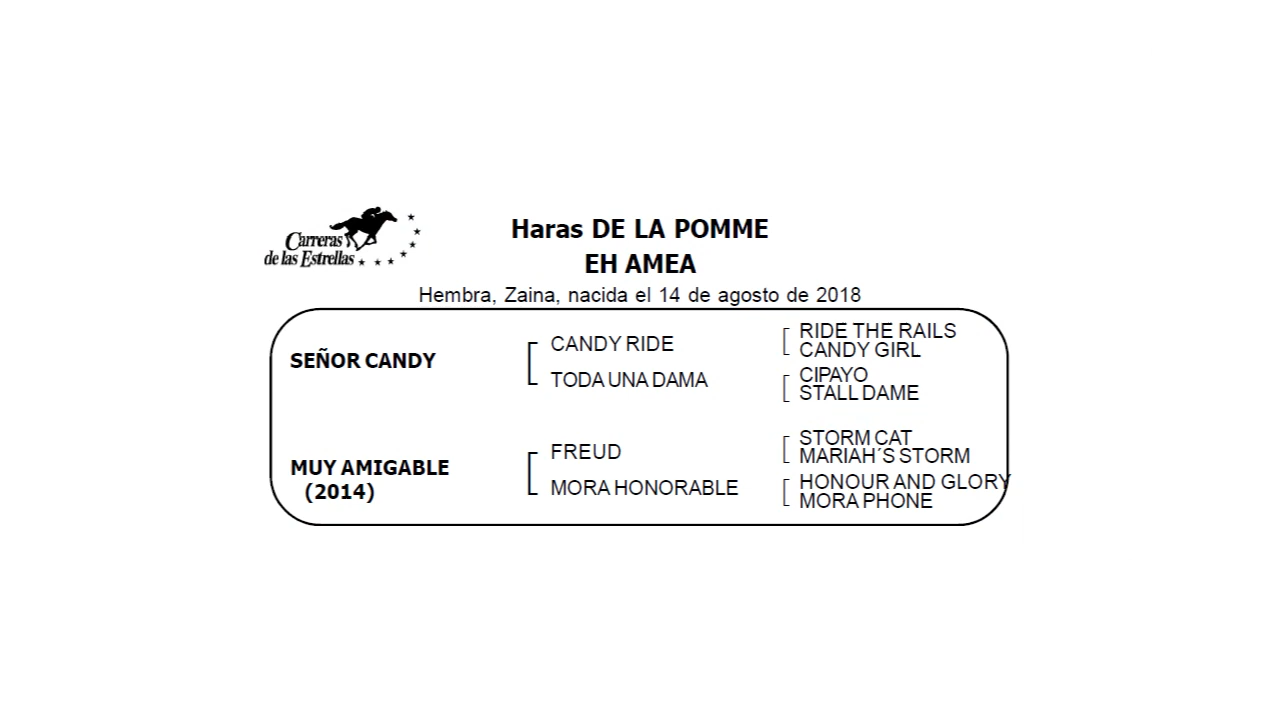 Carreras
de las Estrellas
Haras DE LA POMME
EH AMEA
Hembra, Zaina, nacida el 14 de agosto de 2018
SEÑOR CANDY
CANDY RIDE
RIDE THE RAILS
CANDY GIRL
TODA UNA DAMA
CIPAYO
STALL DAME
MUY AMIGABLE
(2014)
FREUD
STORM CAT
MARIAH´S STORM
MORA HONORABLE
HONOUR AND GLORY
MORA PHONE